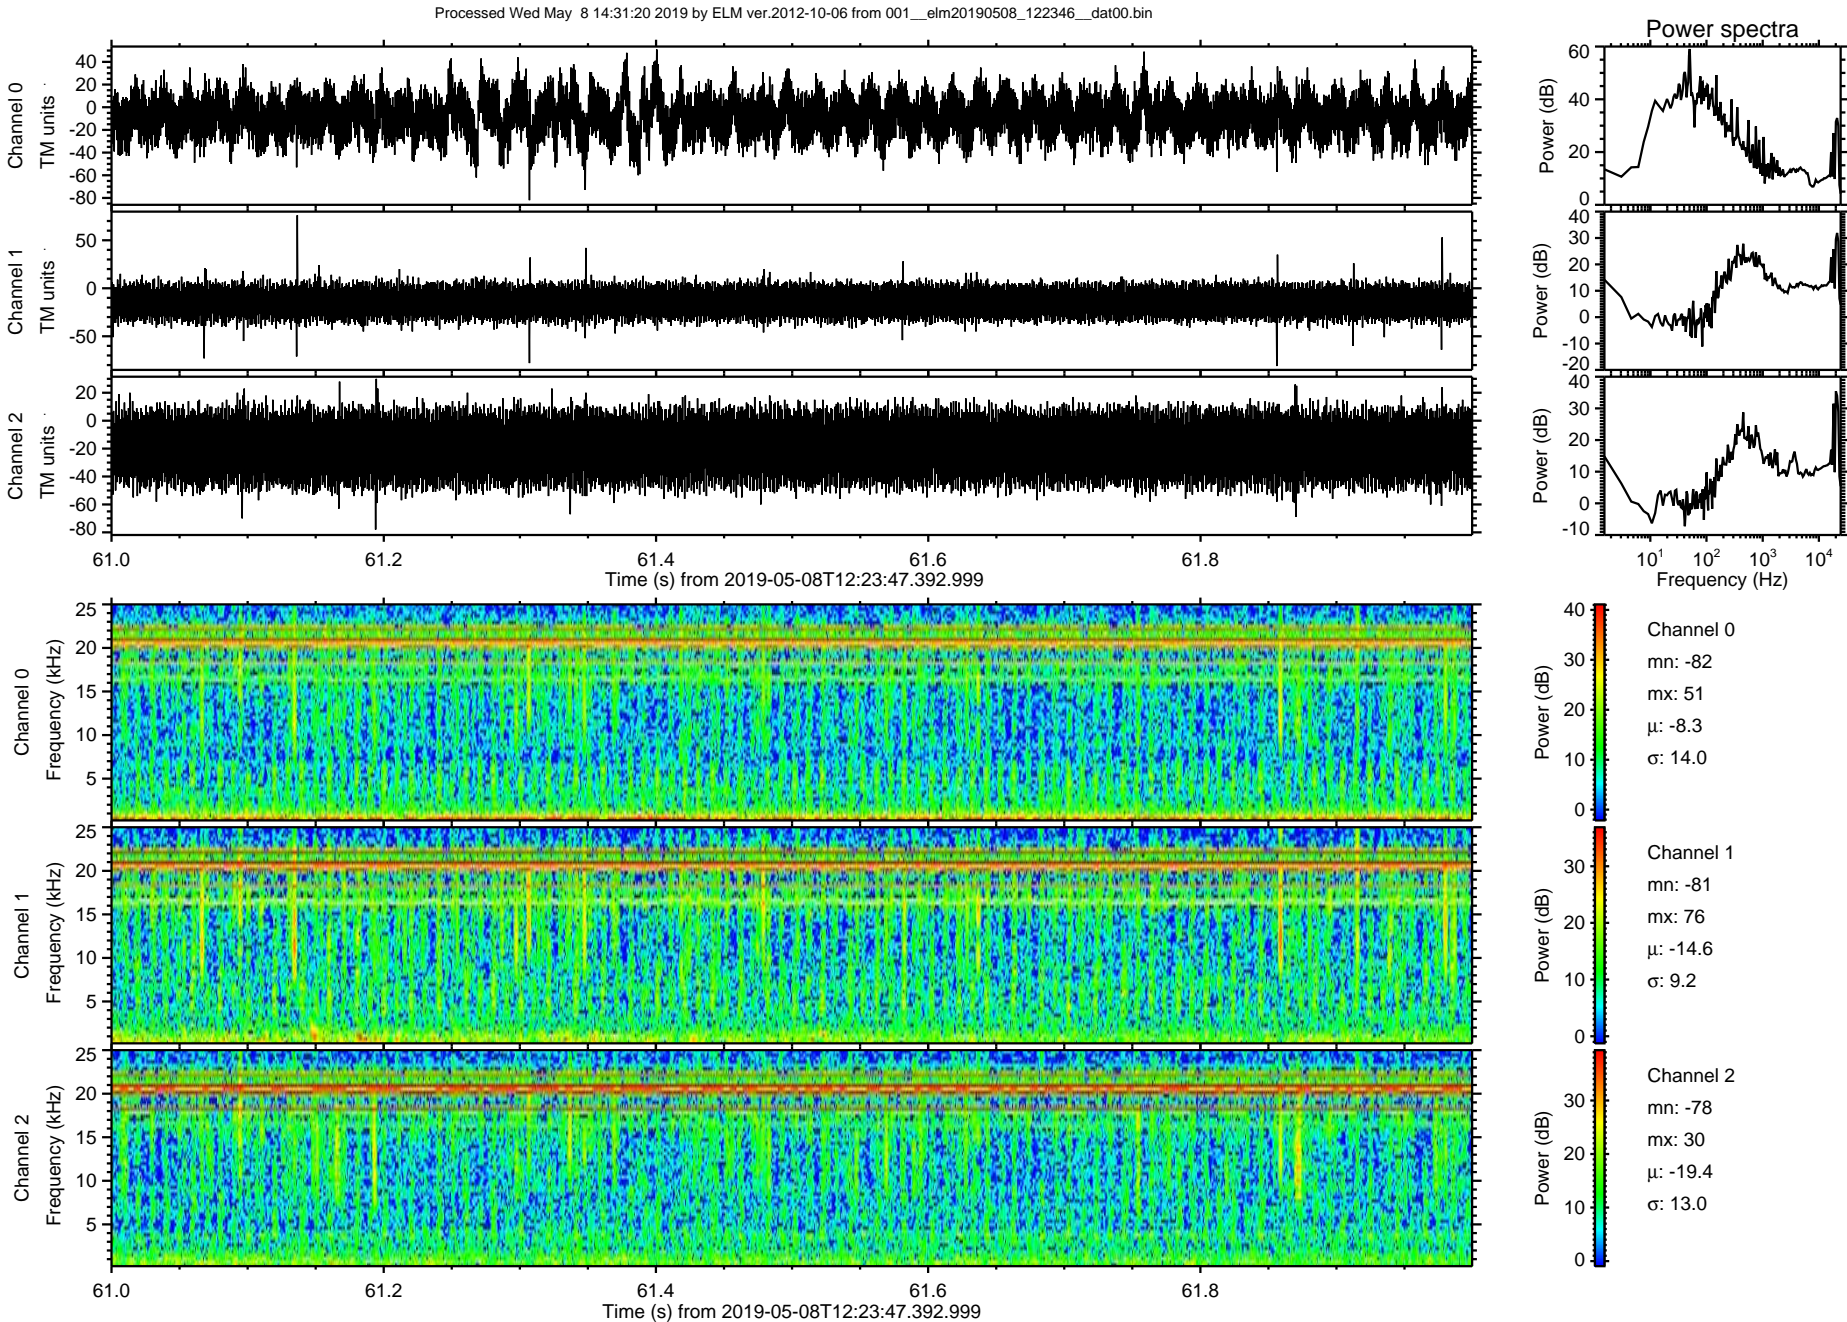 Processed Wed May  8 14:31:20 2019 by ELM ver.2012-10-06 from 001__elm20190508_122346__dat00.bin
Power spectra
Channel 0
TM units
40
20
0
-20
-40
-60
-80
Power (dB)
60
40
20
0
Channel 1
TM units
50
0
-50
Power (dB)
40
30
20
10
0
-10
-20
Channel 2
TM units
20
0
-20
-40
-60
-80
Power (dB)
40
30
20
10
0
-10
61.0 61.2 61.4 61.6 61.8
Time (s) from 2019-05-08T12:23:47.392.999
10¹ 10² 10³ 10⁴
Frequency (Hz)
Channel 0
Frequency (kHz)
25
20
15
10
5
Power (dB)
40
30
20
10
0
Channel 0
mn: -82
mx: 51
μ: -8.3
σ: 14.0
Channel 1
Frequency (kHz)
25
20
15
10
5
Power (dB)
30
20
10
0
Channel 1
mn: -81
mx: 76
μ: -14.6
σ: 9.2
Channel 2
Frequency (kHz)
25
20
15
10
5
Power (dB)
30
20
10
0
Channel 2
mn: -78
mx: 30
μ: -19.4
σ: 13.0
61.0 61.2 61.4 61.6 61.8
Time (s) from 2019-05-08T12:23:47.392.999